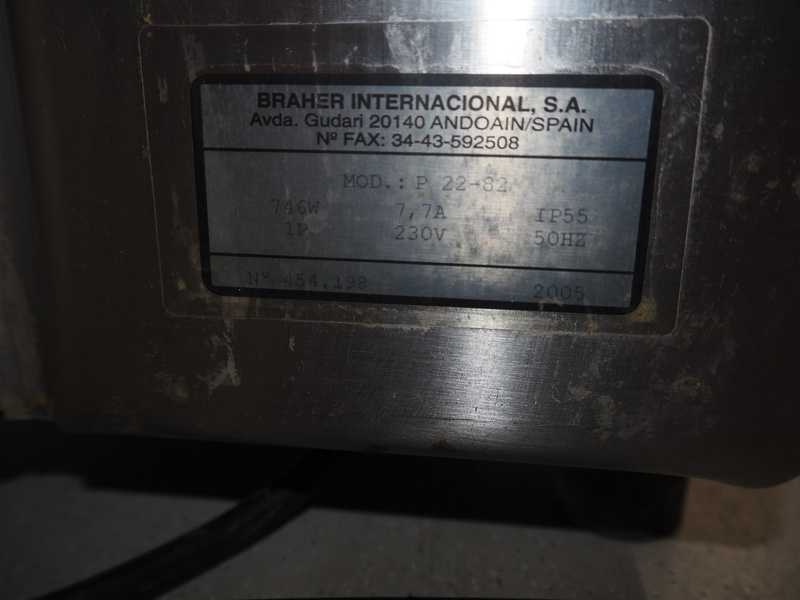 BRAHER INTERNACIONAL, S.A.
Avda. Gudari 20140 ANDOAIN/SPAIN
Nº FAX: 34-43-592508
MOD.: P 22-82
746W 7,7A IP55
1P 230V 50HZ
Nº 454.198 2005